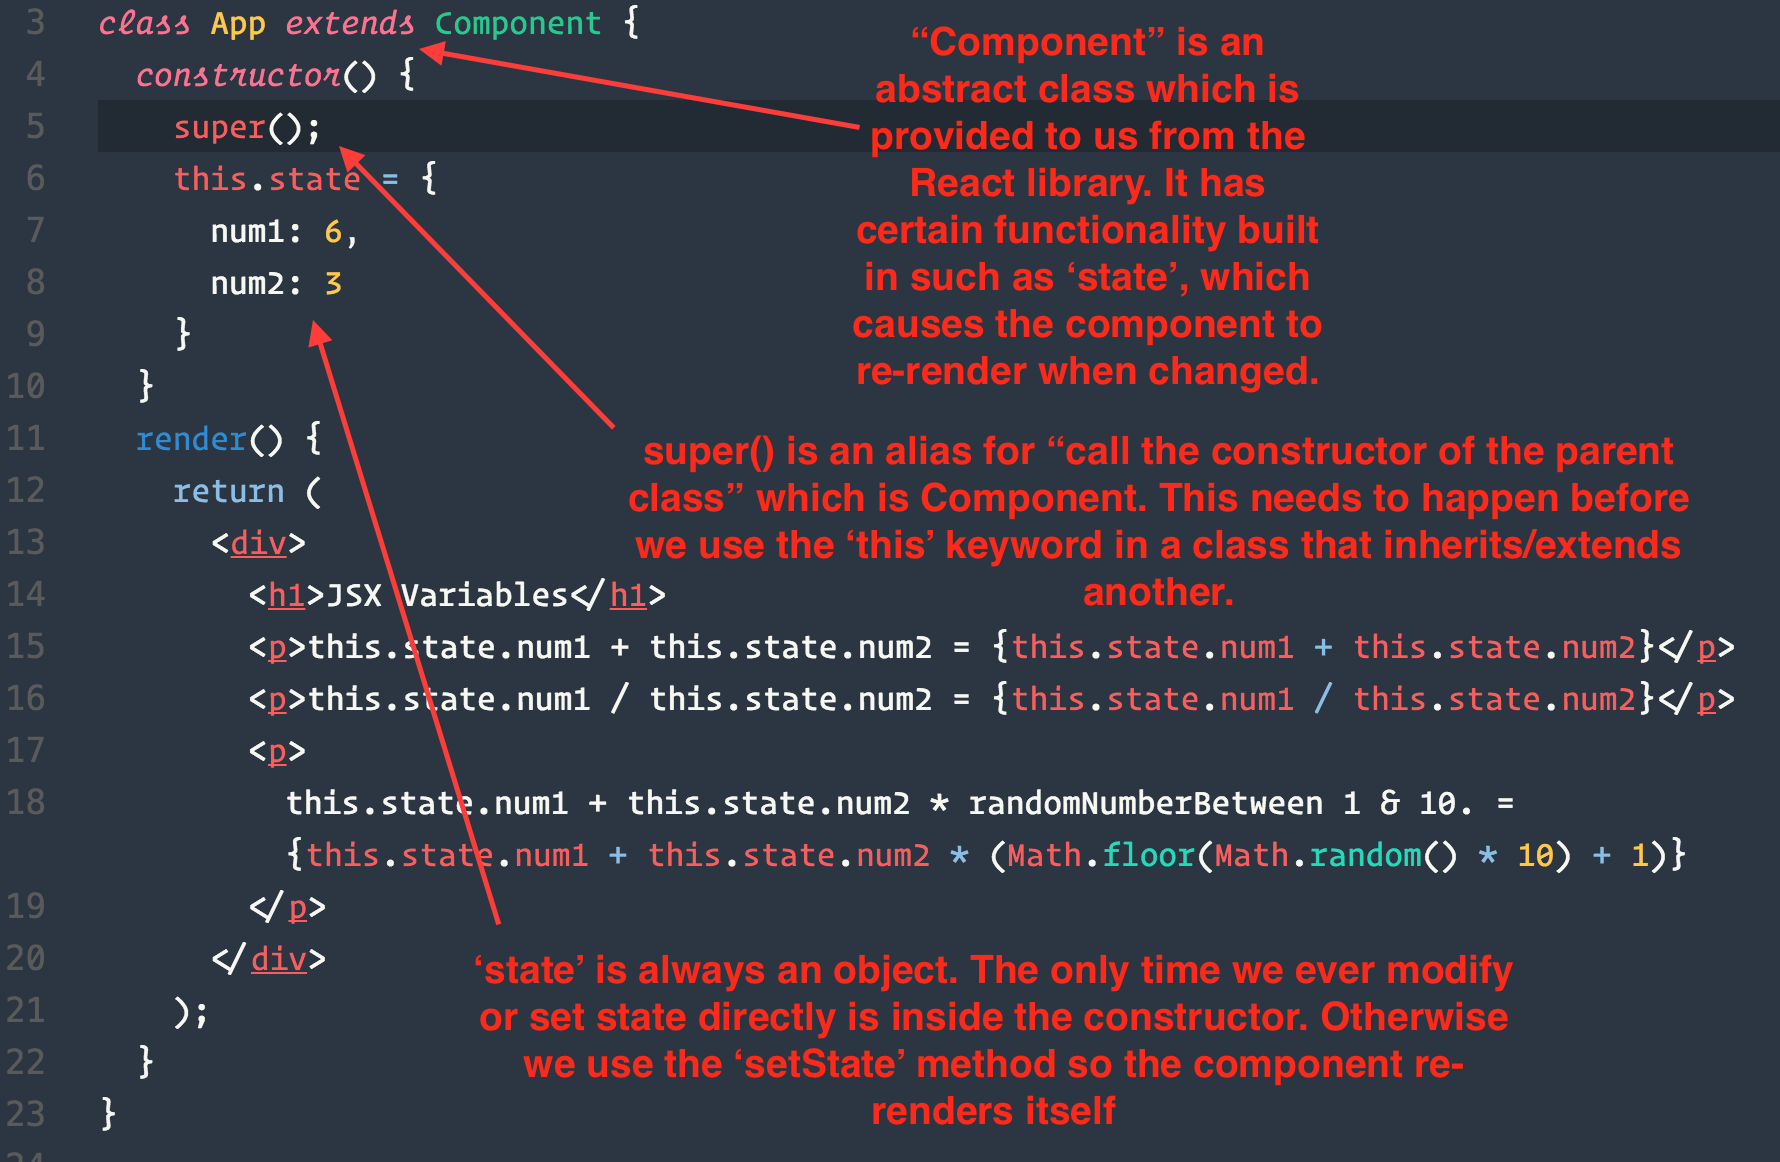 3 class App extends Component {
“Component” is an
abstract class which is
provided to us from the
React library. It has
certain functionality built
in such as ‘state’, which
causes the component to
re-render when changed.
4 constructor() {
5 super();
6 this.state = {
7 num1: 6,
8 num2: 3
9 }
10 }
super() is an alias for “call the constructor of the parent
class” which is Component. This needs to happen before
we use the ‘this’ keyword in a class that inherits/extends
another.
11 render() {
12 return (
13 <div>
14 <h1>JSX Variables</h1>
15 <p>this.state.num1 + this.state.num2 = {this.state.num1 + this.state.num2}</p>
16 <p>this.state.num1 / this.state.num2 = {this.state.num1 / this.state.num2}</p>
17 <p>
18 this.state.num1 + this.state.num2 * randomNumberBetween 1 & 10. =
{this.state.num1 + this.state.num2 * (Math.floor(Math.random() * 10) + 1)}
19 </p>
20 </div>
21 );
22 }
23 }
‘state’ is always an object. The only time we ever modify
or set state directly is inside the constructor. Otherwise
we use the ‘setState’ method so the component re-
renders itself
24